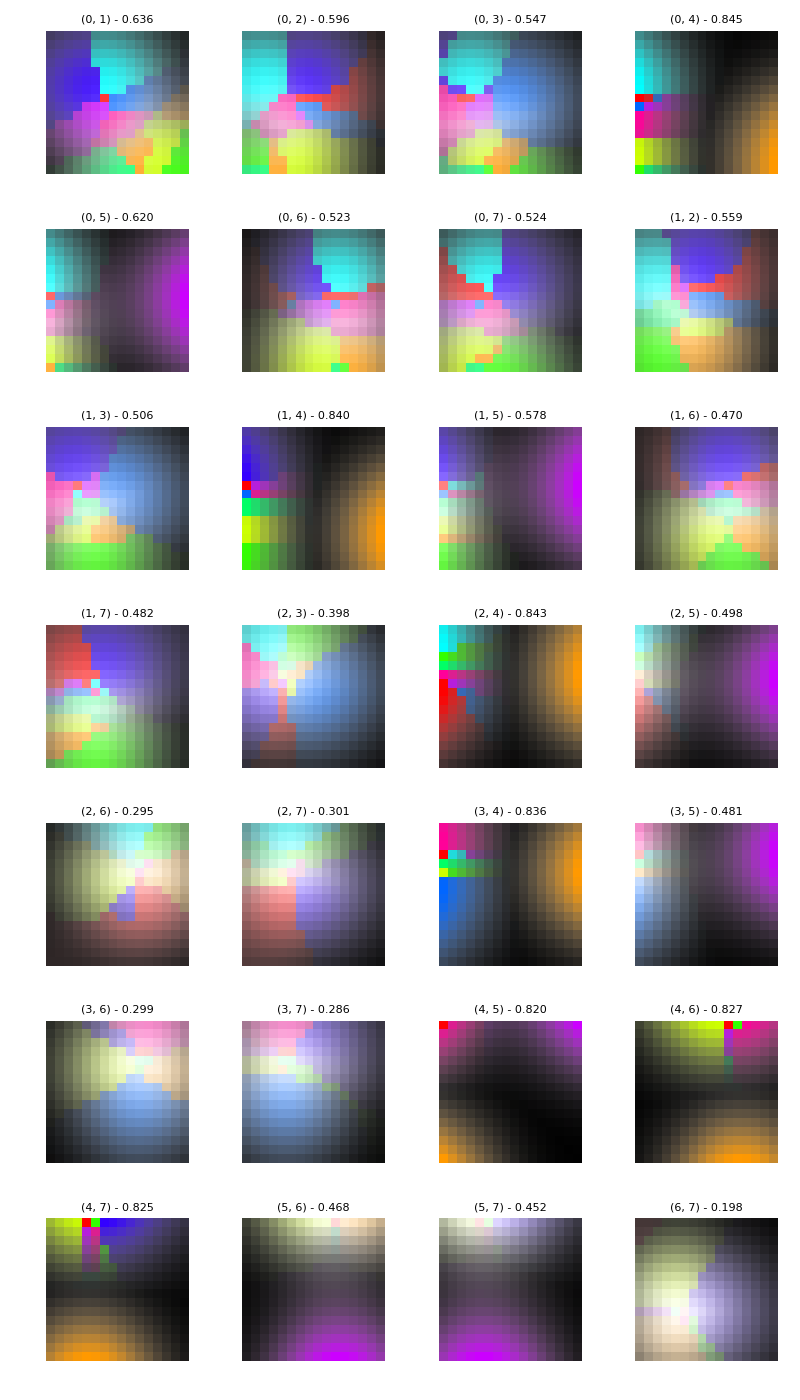 (0, 1) - 0.636
(0, 2) - 0.596
(0, 3) - 0.547
(0, 4) - 0.845
(0, 5) - 0.620
(0, 6) - 0.523
(0, 7) - 0.524
(1, 2) - 0.559
(1, 3) - 0.506
(1, 4) - 0.840
(1, 5) - 0.578
(1, 6) - 0.470
(1, 7) - 0.482
(2, 3) - 0.398
(2, 4) - 0.843
(2, 5) - 0.498
(2, 6) - 0.295
(2, 7) - 0.301
(3, 4) - 0.836
(3, 5) - 0.481
(3, 6) - 0.299
(3, 7) - 0.286
(4, 5) - 0.820
(4, 6) - 0.827
(4, 7) - 0.825
(5, 6) - 0.468
(5, 7) - 0.452
(6, 7) - 0.198